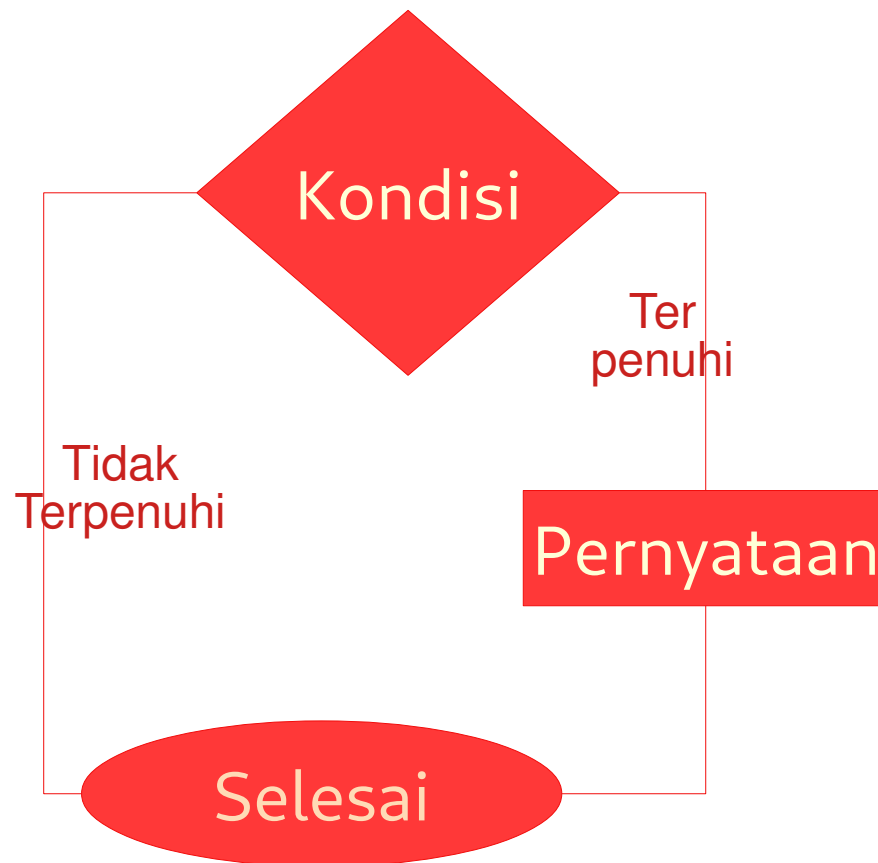 Kondisi
Ter
penuhi
Tidak
Terpenuhi
Pernyataan
Selesai